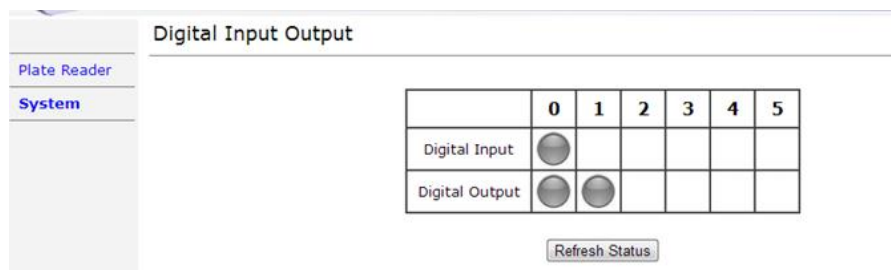 Digital Input Output
Plate Reader
System
0 1 2 3 4 5
Digital Input
Digital Output
Refresh Status